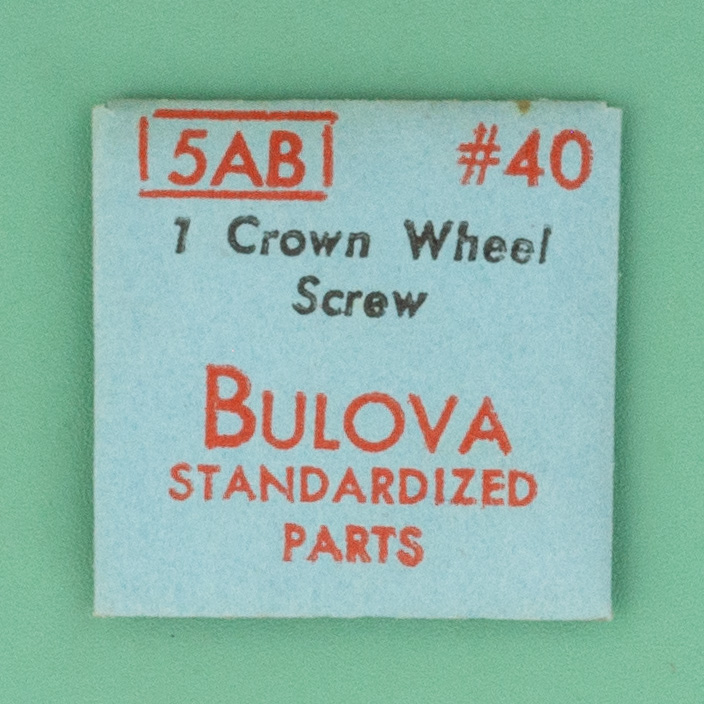 5AB #40
1 Crown Wheel
Screw
BULOVA
STANDARDIZED
PARTS